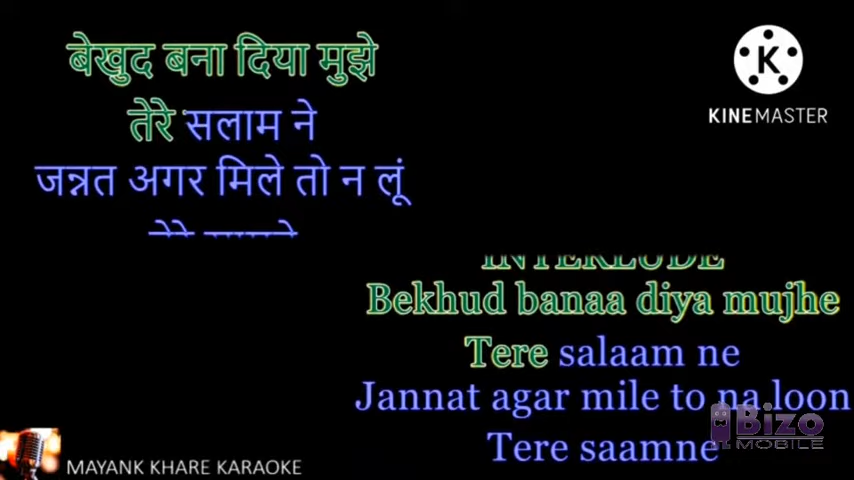 बेखुद बना दिया मुझे
तेरे सलाम ने
जन्नत अगर मिले तो न लूं
तेरे
KINEMASTER
INTERLUDE
Bekhud banaa diya mujhe
Tere salaam ne
Jannat agar mile to na loon
Tere saamne
Bizo
MOBILE
MAYANK KHARE KARAOKE